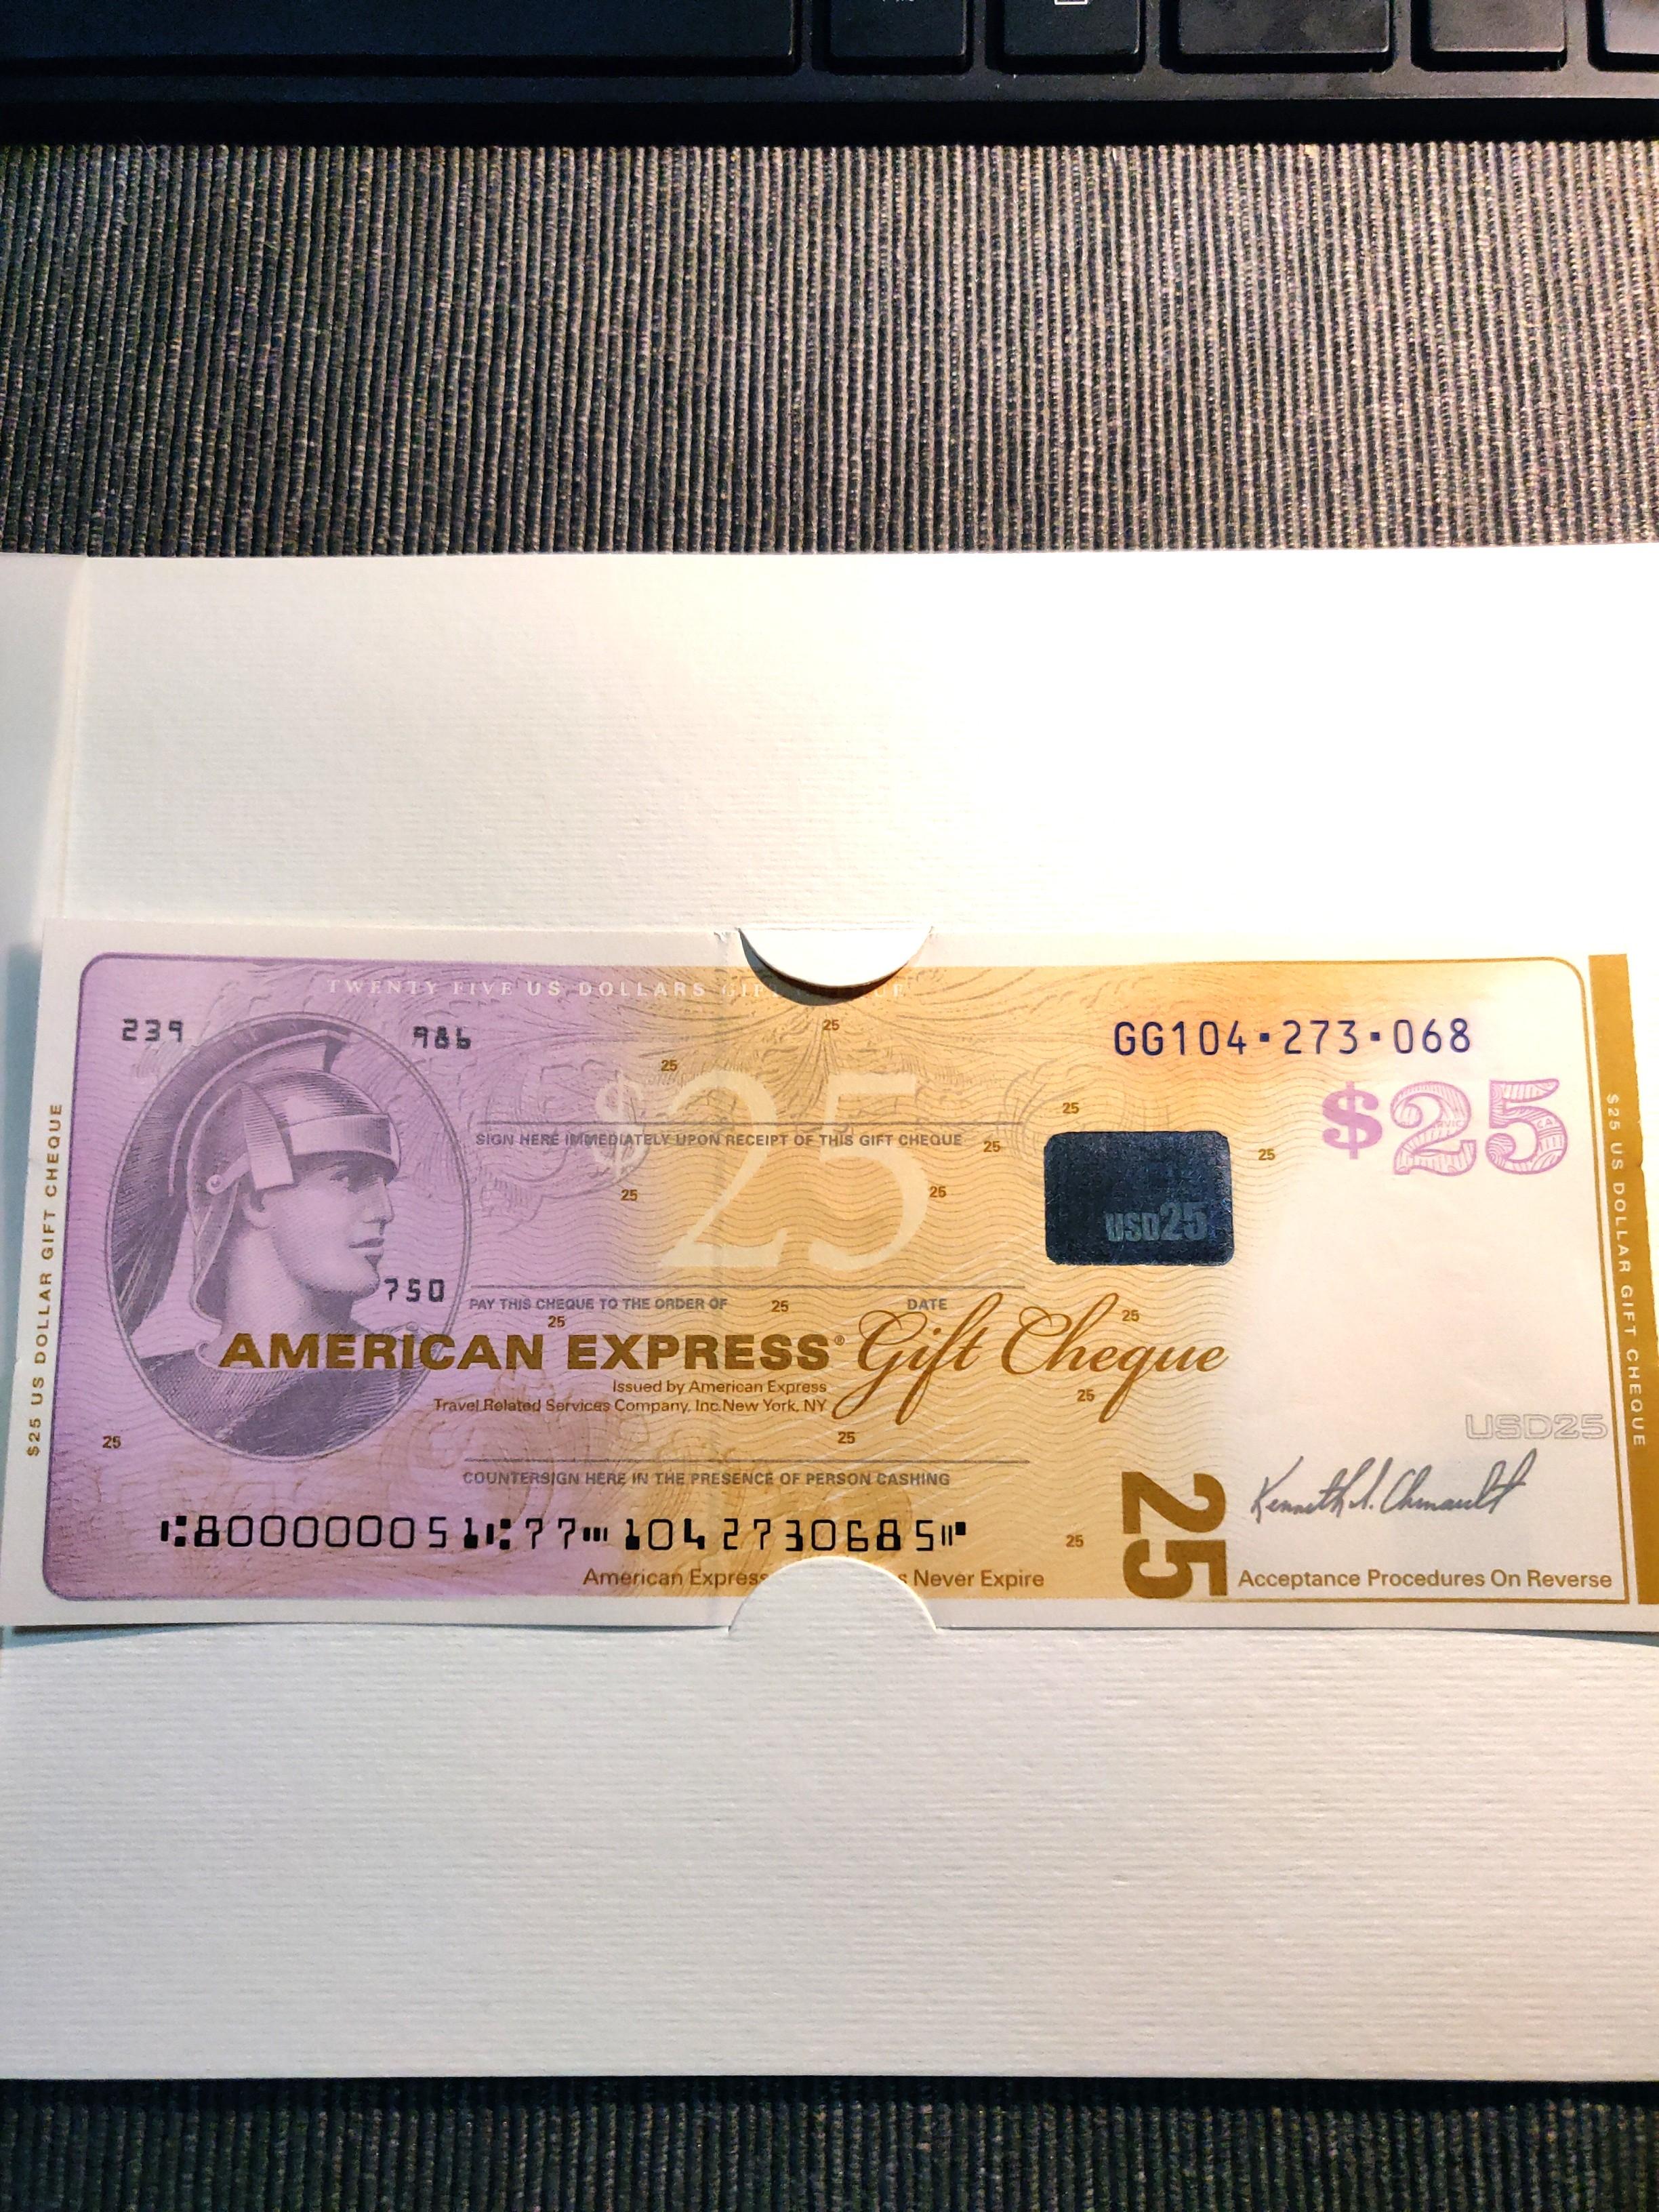 TWENTY FIVE US DOLLARS
239
986
GG104·273·068
$25
$25
SIGN HERE IMMEDIATELY UPON RECEIPT OF THIS GIFT CHEQUE
USD25
750
PAY THIS CHEQUE TO THE ORDER OF
DATE
AMERICAN EXPRESS® Gift Cheque
Issued by American Express
Travel Related Services Company, Inc. New York, NY
USD25
COUNTERSIGN HERE IN THE PRESENCE OF PERSON CASHING
Kenneth I. Chenault
⑆800000051⑆77⑉1042730685⑈
25
American Express
Never Expire
Acceptance Procedures On Reverse
$25 US DOLLAR GIFT CHEQUE
$25 US DOLLAR GIFT CHEQUE
25
25
25
25
25
25
25
25
25
25
25
25
25
25